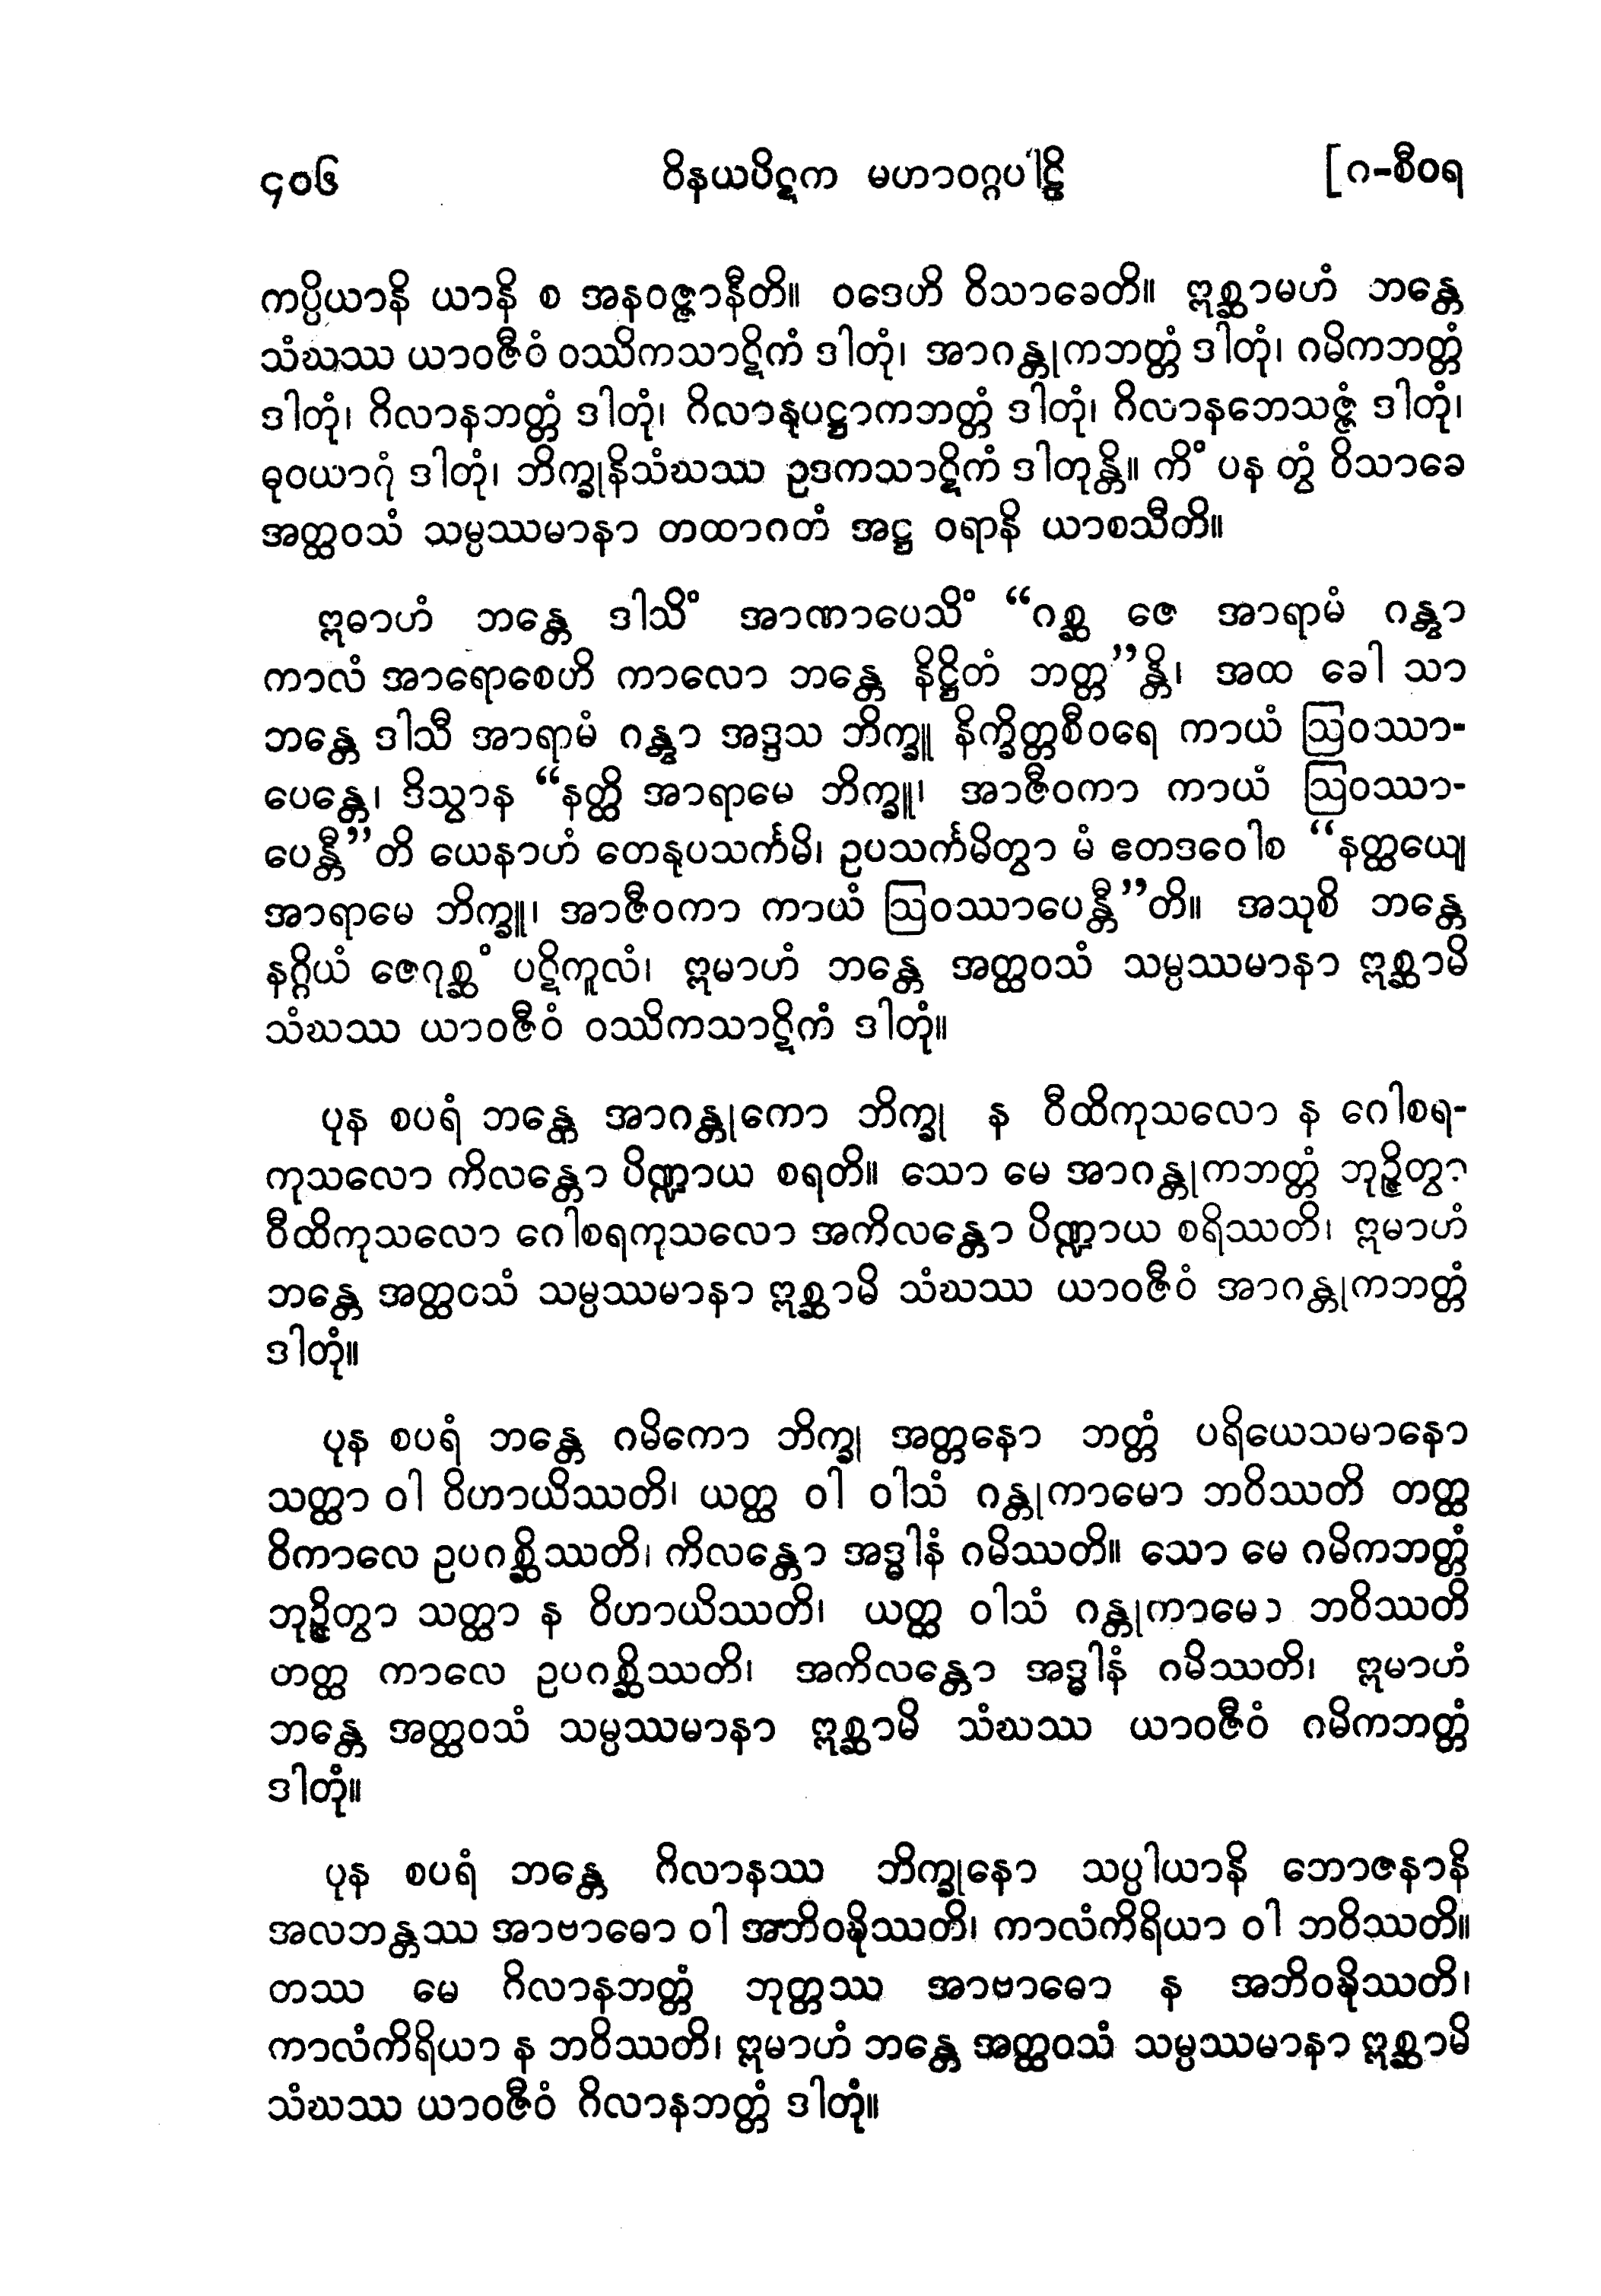 ၄၀၆ ဝိနယပိဋက မဟာဝဂ္ဂပါဠိ [ဂ-စီဝရ
ကပ္ပိယာနိ ယာနိ စ အနဝဇ္ဇာနီတိ။ ဝဒေဟိ ဝိသာခေတိ။ ဣစ္ဆာမဟံ ဘန္တေ
သံဃဿ ယာဝဇီဝံ ဝဿိကသာဋိကံ ဒါတုံ၊ အာဂန္တုကဘတ္တံ ဒါတုံ၊ ဂမိကဘတ္တံ
ဒါတုံ၊ ဂိလာနဘတ္တံ ဒါတုံ၊ ဂိလာနုပဋ္ဌာကဘတ္တံ ဒါတုံ၊ ဂိလာနဘေသဇ္ဇံ ဒါတုံ၊
ဓုဝယာဂုံ ဒါတုံ၊ ဘိက္ခုနိသံဃဿ ဥဒကသာဋိကံ ဒါတုန္တိ။ ကိံ ပန တွံ ဝိသာခေ
အတ္ထဝသံ သမ္ပဿမာနာ တထာဂတံ အဋ္ဌ ဝရာနိ ယာစသီတိ။
ဣဓာဟံ ဘန္တေ ဒါသိံ အာဏာပေသိံ “ဂစ္ဆ ဇေ အာရာမံ ဂန္တွာ
ကာလံ အာရောစေဟိ ကာလော ဘန္တေ နိဋ္ဌိတံ ဘတ္တ”န္တိ၊ အထ ခေါ သာ
ဘန္တေ ဒါသီ အာရာမံ ဂန္တွာ အဒ္ဒသ ဘိက္ခူ နိက္ခိတ္တစီဝရေ ကာယံ ဩဝဿာ-
ပေန္တေ၊ ဒိသွာန “နတ္ထိ အာရာမေ ဘိက္ခူ၊ အာဇီဝကာ ကာယံ ဩဝဿာ-
ပေန္တီ”တိ ယေနာဟံ တေနုပသင်္ကမိ၊ ဥပသင်္ကမိတွာ မံ ဧတဒဝေါစ “နတ္ထယျေ
အာရာမေ ဘိက္ခူ၊ အာဇီဝကာ ကာယံ ဩဝဿာပေန္တီ”တိ။ အသုစိ ဘန္တေ
နဂ္ဂိယံ ဇေဂုစ္ဆံ ပဋိကူလံ၊ ဣမာဟံ ဘန္တေ အတ္ထဝသံ သမ္ပဿမာနာ ဣစ္ဆာမိ
သံဃဿ ယာဝဇီဝံ ဝဿိကသာဋိကံ ဒါတုံ။
ပုန စပရံ ဘန္တေ အာဂန္တုကော ဘိက္ခု န ဝီထိကုသလော န ဂေါစရ-
ကုသလော ကိလန္တော ပိဏ္ဍာယ စရတိ။ သော မေ အာဂန္တုကဘတ္တံ ဘုဉ္ဇိတွာ
ဝီထိကုသလော ဂေါစရကုသလော အကိလန္တော ပိဏ္ဍာယ စရိဿတိ၊ ဣမာဟံ
ဘန္တေ အတ္ထဝသံ သမ္ပဿမာနာ ဣစ္ဆာမိ သံဃဿ ယာဝဇီဝံ အာဂန္တုကဘတ္တံ
ဒါတုံ။
ပုန စပရံ ဘန္တေ ဂမိကော ဘိက္ခု အတ္တနော ဘတ္တံ ပရိယေသမာနော
သတ္ထာ ဝါ ဝိဟာယိဿတိ၊ ယတ္ထ ဝါ ဝါသံ ဂန္တုကာမော ဘဝိဿတိ တတ္ထ
ဝိကာလေ ဥပဂစ္ဆိဿတိ၊ ကိလန္တော အဒ္ဓါနံ ဂမိဿတိ။ သော မေ ဂမိကဘတ္တံ
ဘုဉ္ဇိတွာ သတ္ထာ န ဝိဟာယိဿတိ၊ ယတ္ထ ဝါသံ ဂန္တုကာမော ဘဝိဿတိ
တတ္ထ ကာလေ ဥပဂစ္ဆိဿတိ၊ အကိလန္တော အဒ္ဓါနံ ဂမိဿတိ၊ ဣမာဟံ
ဘန္တေ အတ္ထဝသံ သမ္ပဿမာနာ ဣစ္ဆာမိ သံဃဿ ယာဝဇီဝံ ဂမိကဘတ္တံ
ဒါတုံ။
ပုန စပရံ ဘန္တေ ဂိလာနဿ ဘိက္ခုနော သပ္ပါယာနိ ဘောဇနာနိ
အလဘန္တဿ အာဗာဓော ဝါ အဘိဝဍ္ဎိဿတိ၊ ကာလံကိရိယာ ဝါ ဘဝိဿတိ။
တဿ မေ ဂိလာနဘတ္တံ ဘုတ္တဿ အာဗာဓော န အဘိဝဍ္ဎိဿတိ၊
ကာလံကိရိယာ န ဘဝိဿတိ၊ ဣမာဟံ ဘန္တေ အတ္ထဝသံ သမ္ပဿမာနာ ဣစ္ဆာမိ
သံဃဿ ယာဝဇီဝံ ဂိလာနဘတ္တံ ဒါတုံ။